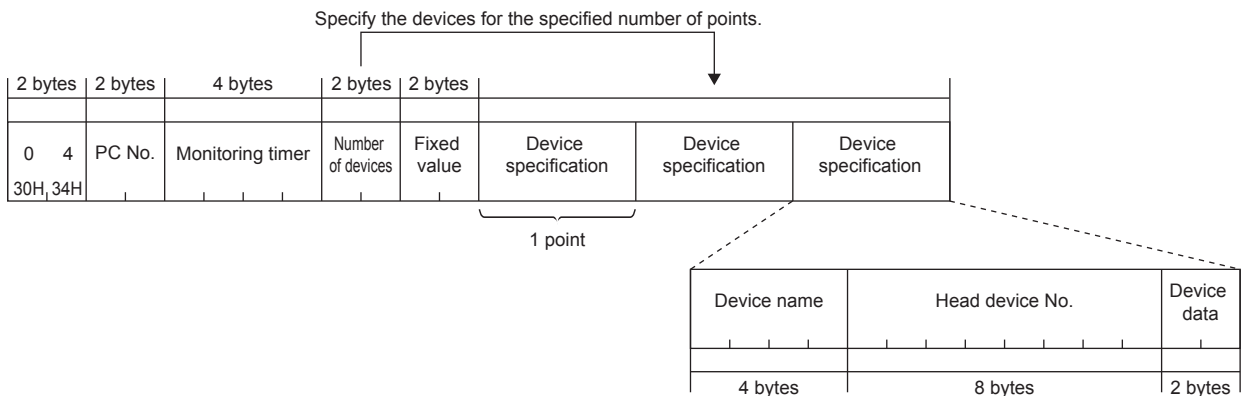 Specify the devices for the specified number of points.
2 bytes 2 bytes 4 bytes 2 bytes 2 bytes
0 4 PC No. Monitoring timer Number of devices Fixed value Device specification Device specification Device specification
30H 34H
1 point
Device name Head device No. Device data
4 bytes 8 bytes 2 bytes